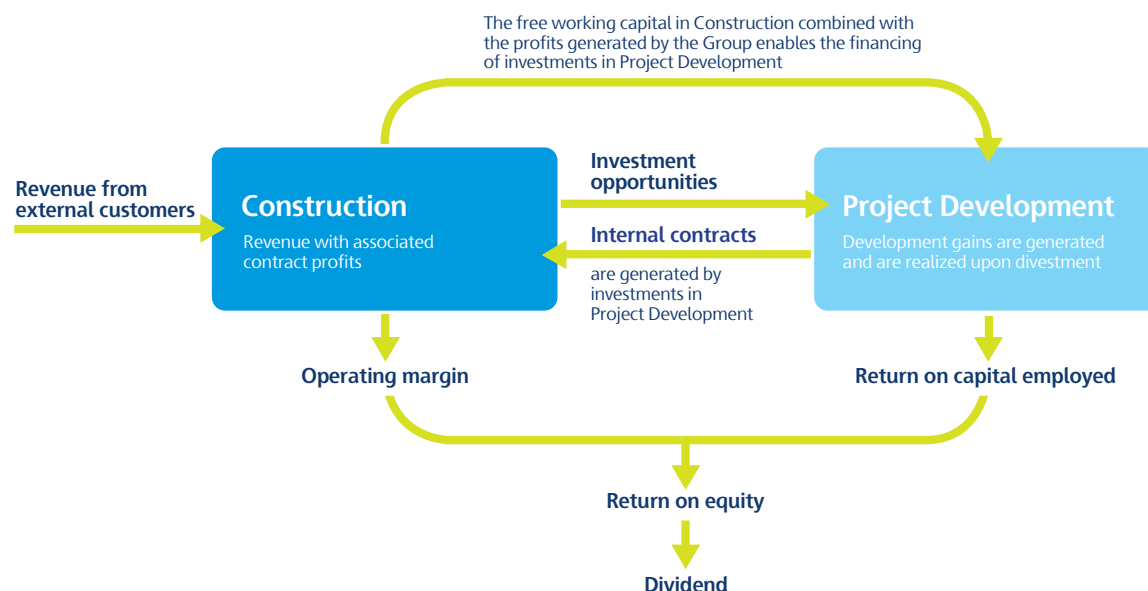 The free working capital in Construction combined with
the profits generated by the Group enables the financing
of investments in Project Development
Revenue from
external customers
Construction
Revenue with associated
contract profits
Investment
opportunities
Internal contracts
are generated by
investments in
Project Development
Project Development
Development gains are generated
and are realized upon divestment
Operating margin
Return on capital employed
Return on equity
Dividend